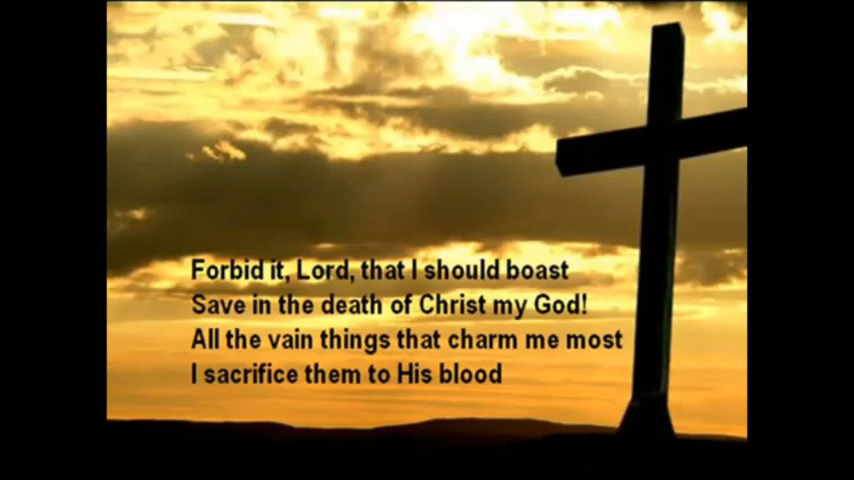 Forbid it, Lord, that I should boast
Save in the death of Christ my God!
All the vain things that charm me most
I sacrifice them to His blood